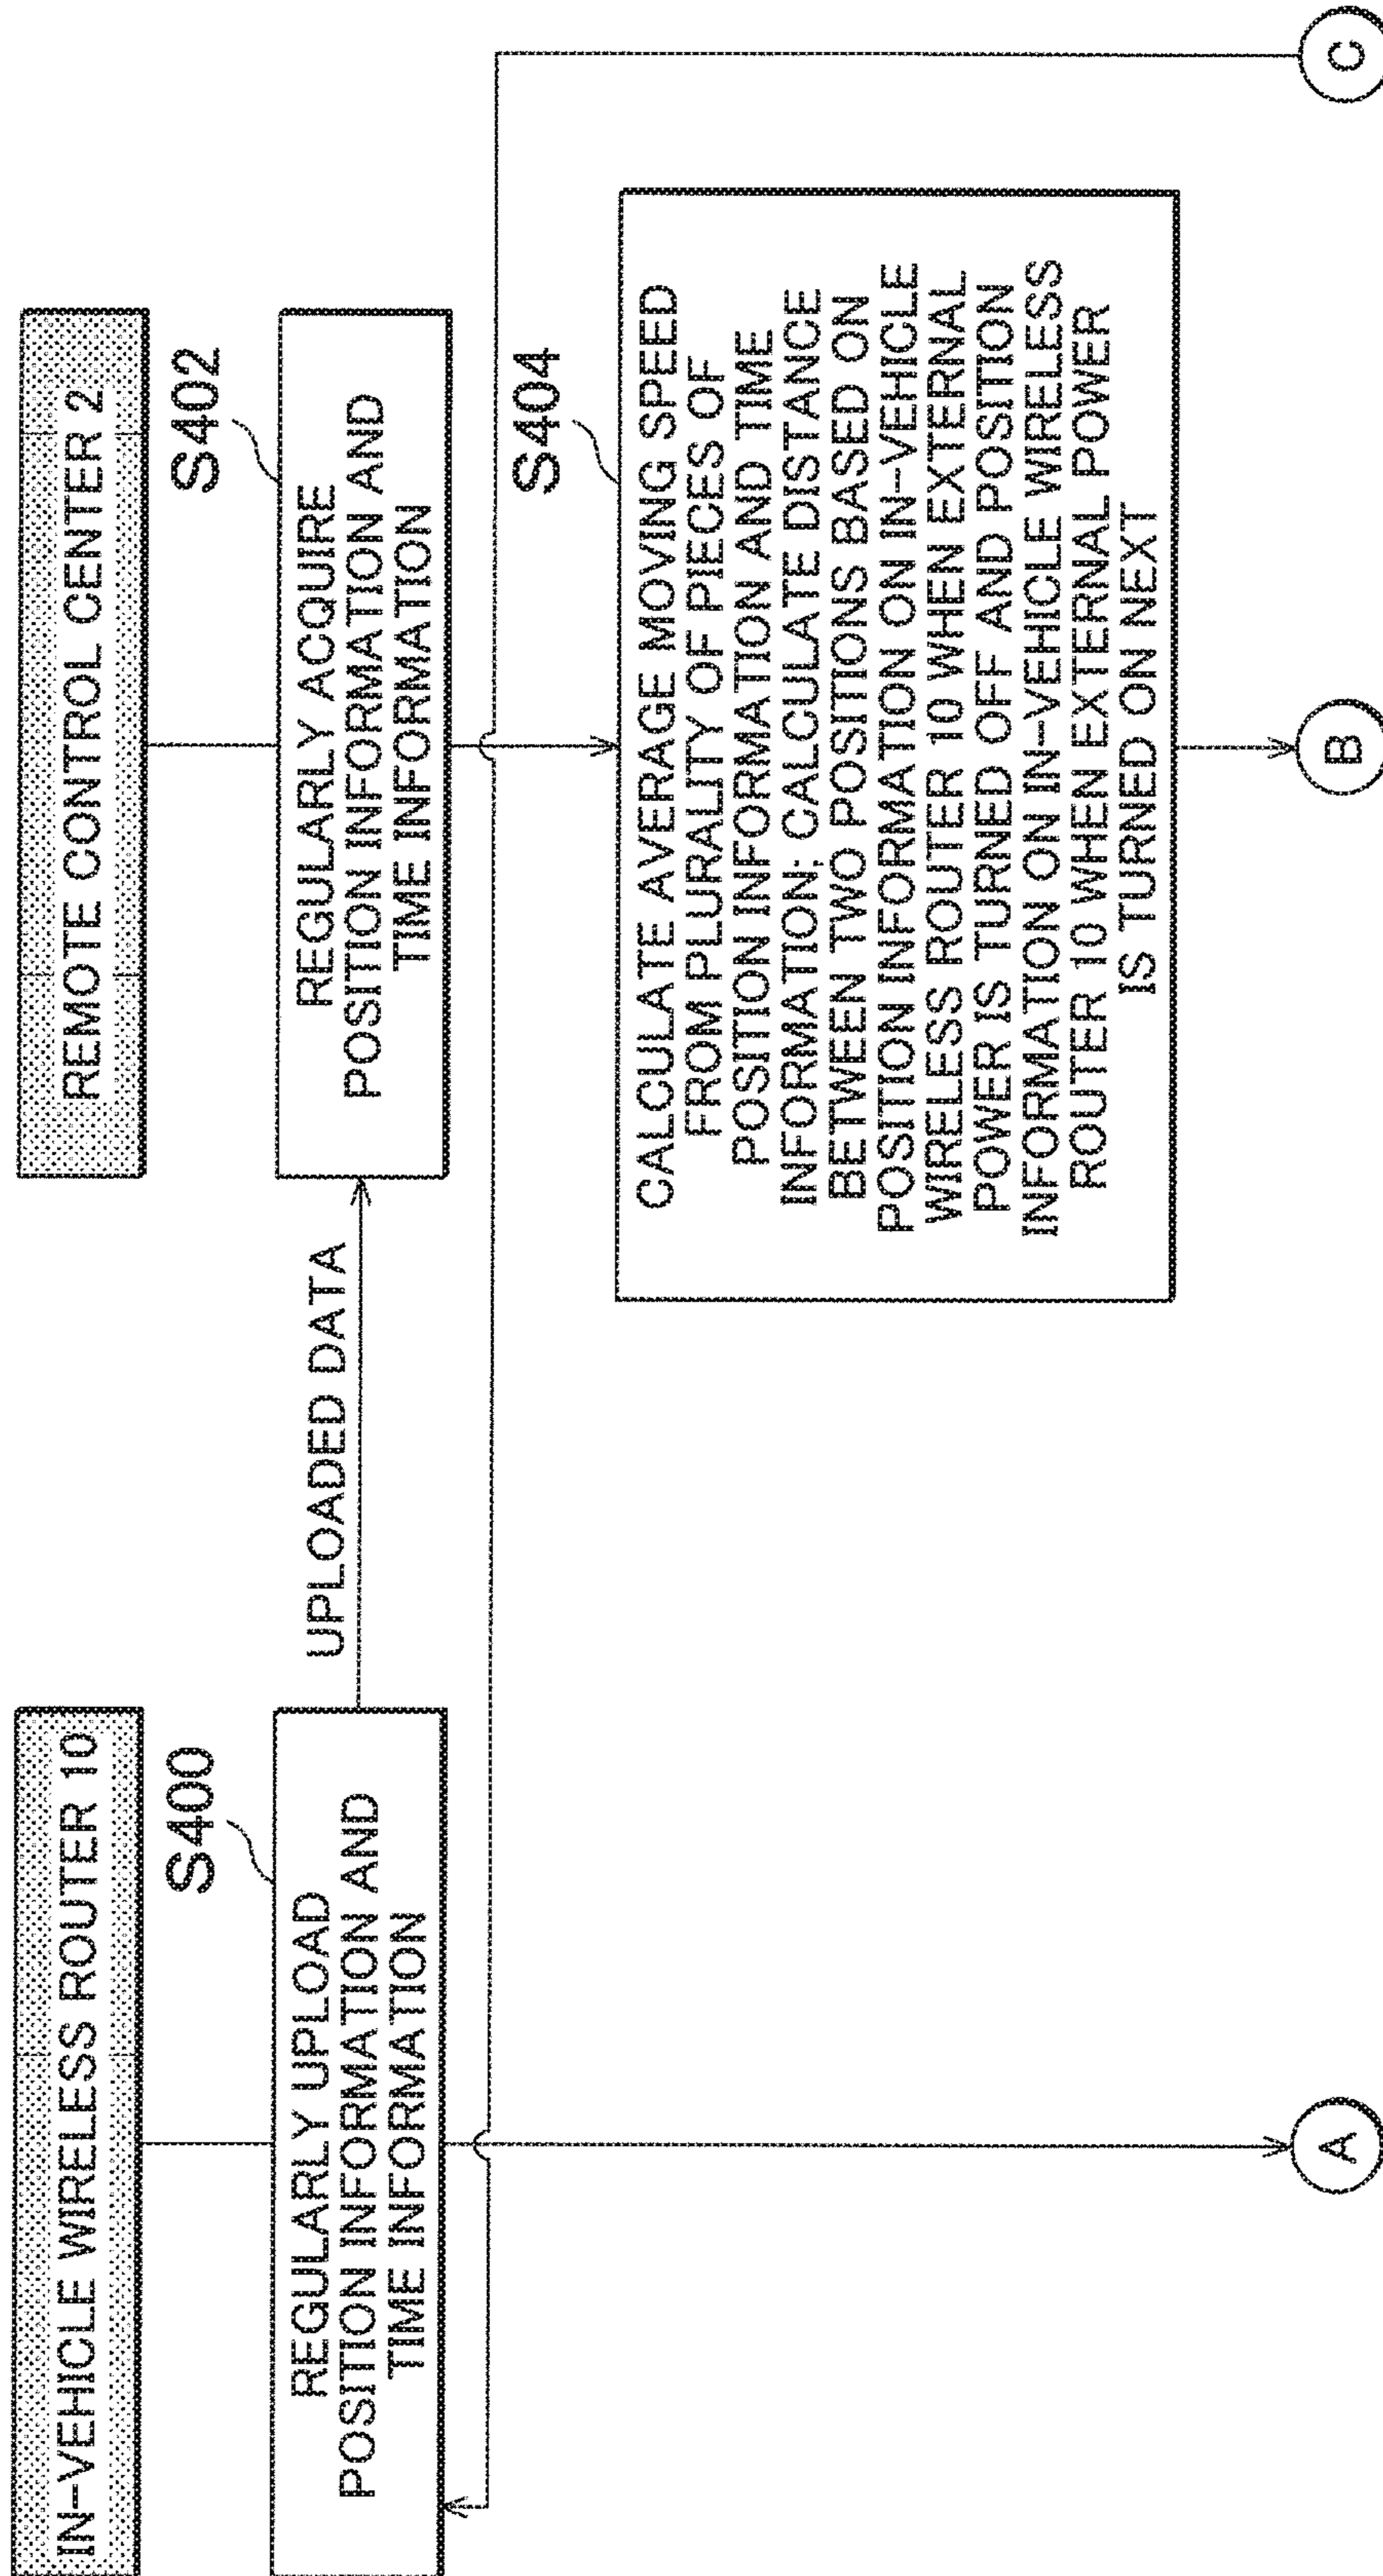 IN-VEHICLE WIRELESS ROUTER 10
REMOTE CONTROL CENTER 2
S400
REGULARLY UPLOAD
POSITION INFORMATION AND
TIME INFORMATION
UPLOADED DATA
S402
REGULARLY ACQUIRE
POSITION INFORMATION AND
TIME INFORMATION
S404
CALCULATE AVERAGE MOVING SPEED
FROM PLURALITY OF PIECES OF
POSITION INFORMATION AND TIME
INFORMATION; CALCULATE DISTANCE
BETWEEN TWO POSITIONS BASED ON
POSITION INFORMATION ON IN-VEHICLE
WIRELESS ROUTER 10 WHEN EXTERNAL
POWER IS TURNED OFF AND POSITION
INFORMATION ON IN-VEHICLE WIRELESS
ROUTER 10 WHEN EXTERNAL POWER
IS TURNED ON NEXT
A
B
C